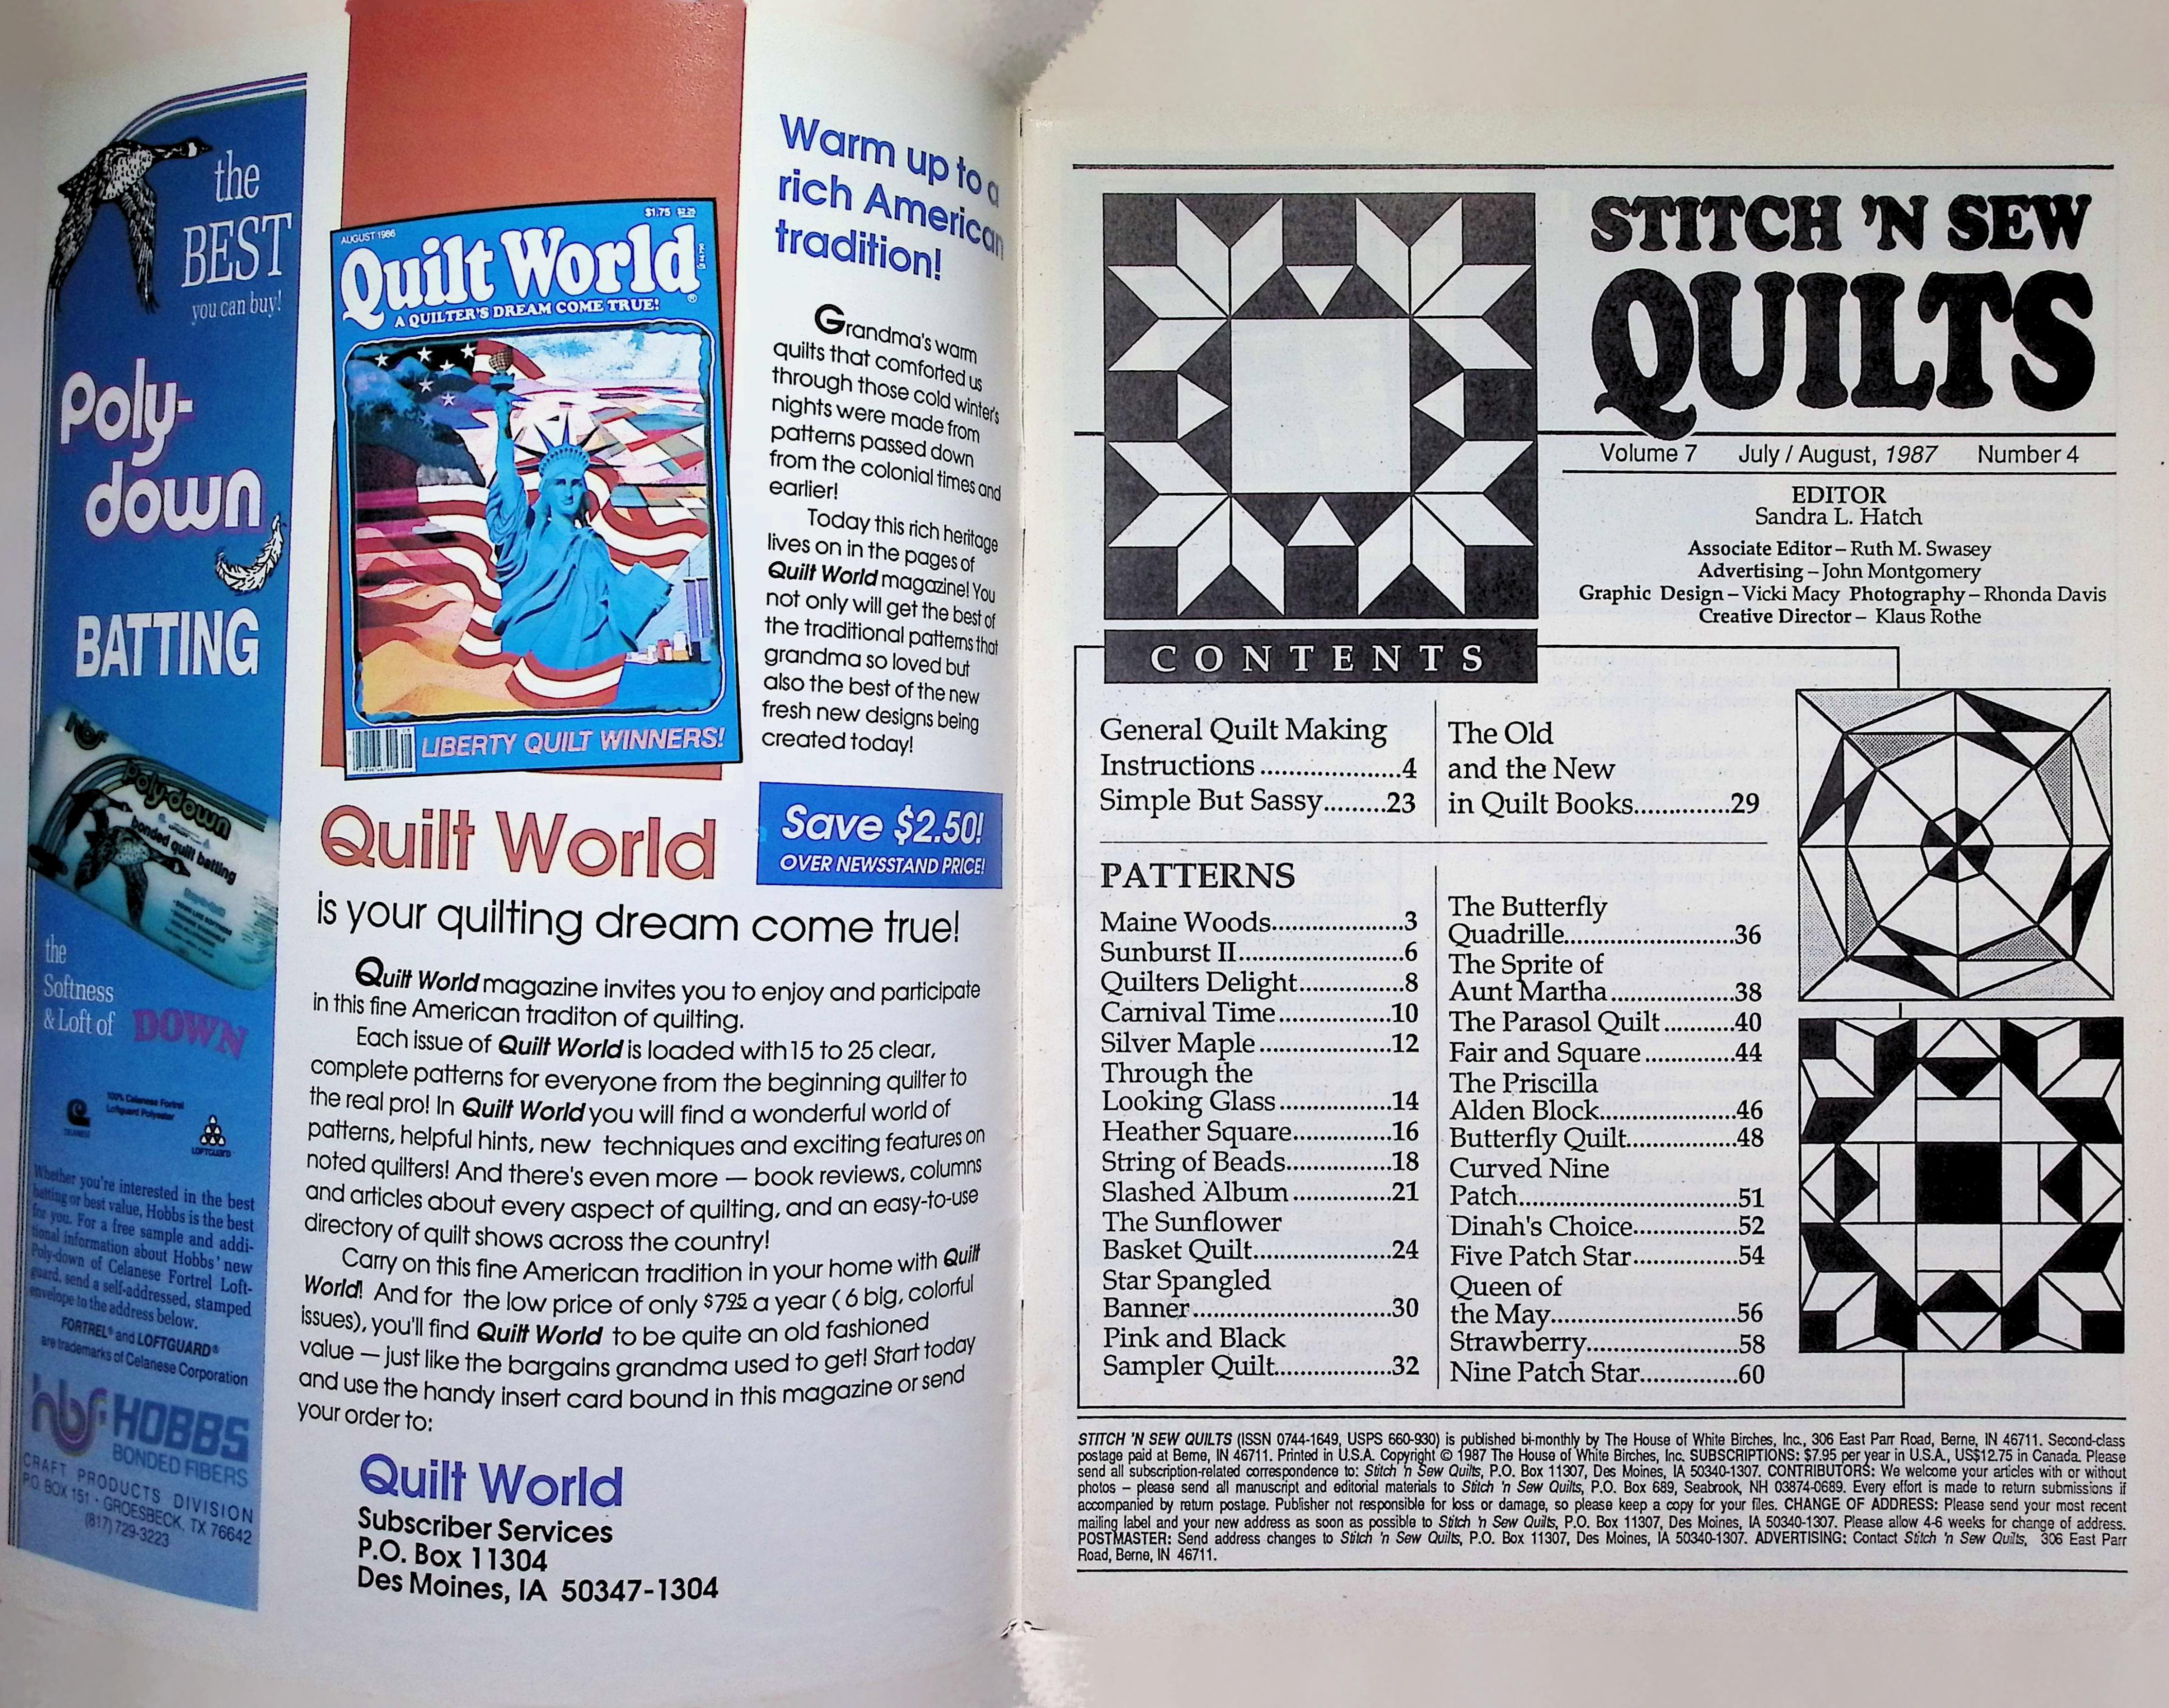 the
BEST
you can buy!
Poly-
down
BATTING
hbf
poly-down
bonded quilt batting
the
Softness
& Loft of DOWN
100% Celanese Fortrel
Loftguard Polyester
CELANESE
LOFTGUARD
Whether you're interested in the best
batting or best value, Hobbs is the best
for you. For a free sample and addi-
tional information about Hobbs' new
Poly-down of Celanese Fortrel Loft-
guard, send a self-addressed, stamped
envelope to the address below.
FORTREL® and LOFTGUARD®
are trademarks of Celanese Corporation
hbf HOBBS
BONDED FIBERS
CRAFT PRODUCTS DIVISION
P.O. BOX 151 • GROESBECK, TX 76642
(817) 729-3223
AUGUST 1986
$1.75 $2.25
Quilt World
®
A QUILTER'S DREAM COME TRUE!
LIBERTY QUILT WINNERS!
Warm up to a
rich American
tradition!
Grandma's warm
quilts that comforted us
through those cold winter's
nights were made from
patterns passed down
from the colonial times and
earlier!
Today this rich heritage
lives on in the pages of
Quilt World magazine! You
not only will get the best of
the traditional patterns that
grandma so loved but
also the best of the new
fresh new designs being
created today!
Save $2.50!
OVER NEWSSTAND PRICE!
Quilt World
is your quilting dream come true!
Quilt World magazine invites you to enjoy and participate
in this fine American traditon of quilting.
Each issue of Quilt World is loaded with 15 to 25 clear,
complete patterns for everyone from the beginning quilter to
the real pro! In Quilt World you will find a wonderful world of
patterns, helpful hints, new techniques and exciting features on
noted quilters! And there's even more — book reviews, columns
and articles about every aspect of quilting, and an easy-to-use
directory of quilt shows across the country!
Carry on this fine American tradition in your home with Quilt
World! And for the low price of only $7.95 a year (6 big, colorful
issues), you'll find Quilt World to be quite an old fashioned
value — just like the bargains grandma used to get! Start today
and use the handy insert card bound in this magazine or send
your order to:
Quilt World
Subscriber Services
P.O. Box 11304
Des Moines, IA 50347-1304
STITCH 'N SEW
QUILTS
Volume 7 July / August, 1987 Number 4
EDITOR
Sandra L. Hatch
Associate Editor – Ruth M. Swasey
Advertising – John Montgomery
Graphic Design – Vicki Macy Photography – Rhonda Davis
Creative Director – Klaus Rothe
CONTENTS
General Quilt Making
Instructions....................4
Simple But Sassy.........23
The Old
and the New
in Quilt Books..............29
PATTERNS
Maine Woods...................3
Sunburst II........................6
Quilters Delight...............8
Carnival Time................10
Silver Maple...................12
Through the
Looking Glass................14
Heather Square..............16
String of Beads...............18
Slashed Album..............21
The Sunflower
Basket Quilt....................24
Star Spangled
Banner.............................30
Pink and Black
Sampler Quilt.................32
The Butterfly
Quadrille.........................36
The Sprite of
Aunt Martha..................38
The Parasol Quilt...........40
Fair and Square.............44
The Priscilla
Alden Block....................46
Butterfly Quilt................48
Curved Nine
Patch................................51
Dinah's Choice...............52
Five Patch Star...............54
Queen of
the May...........................56
Strawberry......................58
Nine Patch Star..............60
STITCH 'N SEW QUILTS (ISSN 0744-1649, USPS 660-930) is published bi-monthly by The House of White Birches, Inc., 306 East Parr Road, Berne, IN 46711. Second-class
postage paid at Berne, IN 46711. Printed in U.S.A. Copyright © 1987 The House of White Birches, Inc. SUBSCRIPTIONS: $7.95 per year in U.S.A., US$12.75 in Canada. Please
send all subscription-related correspondence to: Stitch 'n Sew Quilts, P.O. Box 11307, Des Moines, IA 50340-1307. CONTRIBUTORS: We welcome your articles with or without
photos – please send all manuscript and editorial materials to Stitch 'n Sew Quilts, P.O. Box 689, Seabrook, NH 03874-0689. Every effort is made to return submissions if
accompanied by return postage. Publisher not responsible for loss or damage, so please keep a copy for your files. CHANGE OF ADDRESS: Please send your most recent
mailing label and your new address as soon as possible to Stitch 'n Sew Quilts, P.O. Box 11307, Des Moines, IA 50340-1307. Please allow 4-6 weeks for change of address.
POSTMASTER: Send address changes to Stitch 'n Sew Quilts, P.O. Box 11307, Des Moines, IA 50340-1307. ADVERTISING: Contact Stitch 'n Sew Quilts, 306 East Parr
Road, Berne, IN 46711.